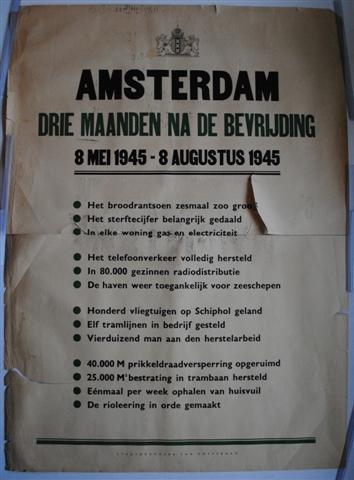 AMSTERDAM
DRIE MAANDEN NA DE BEVRIJDING
8 MEI 1945 - 8 AUGUSTUS 1945
Het broodrantsoen zesmaal zoo groot
Het sterftecijfer belangrijk gedaald
In elke woning gas en electriciteit
Het telefoonverkeer volledig hersteld
In 80.000 gezinnen radiodistributie
De haven weer toegankelijk voor zeeschepen
Honderd vliegtuigen op Schiphol geland
Elf tramlijnen in bedrijf gesteld
Vierduizend man aan den herstelarbeid
40.000 M prikkeldraadversperring opgeruimd
25.000 M² bestrating in trambaan hersteld
Eénmaal per week ophalen van huisvuil
De rioleering in orde gemaakt